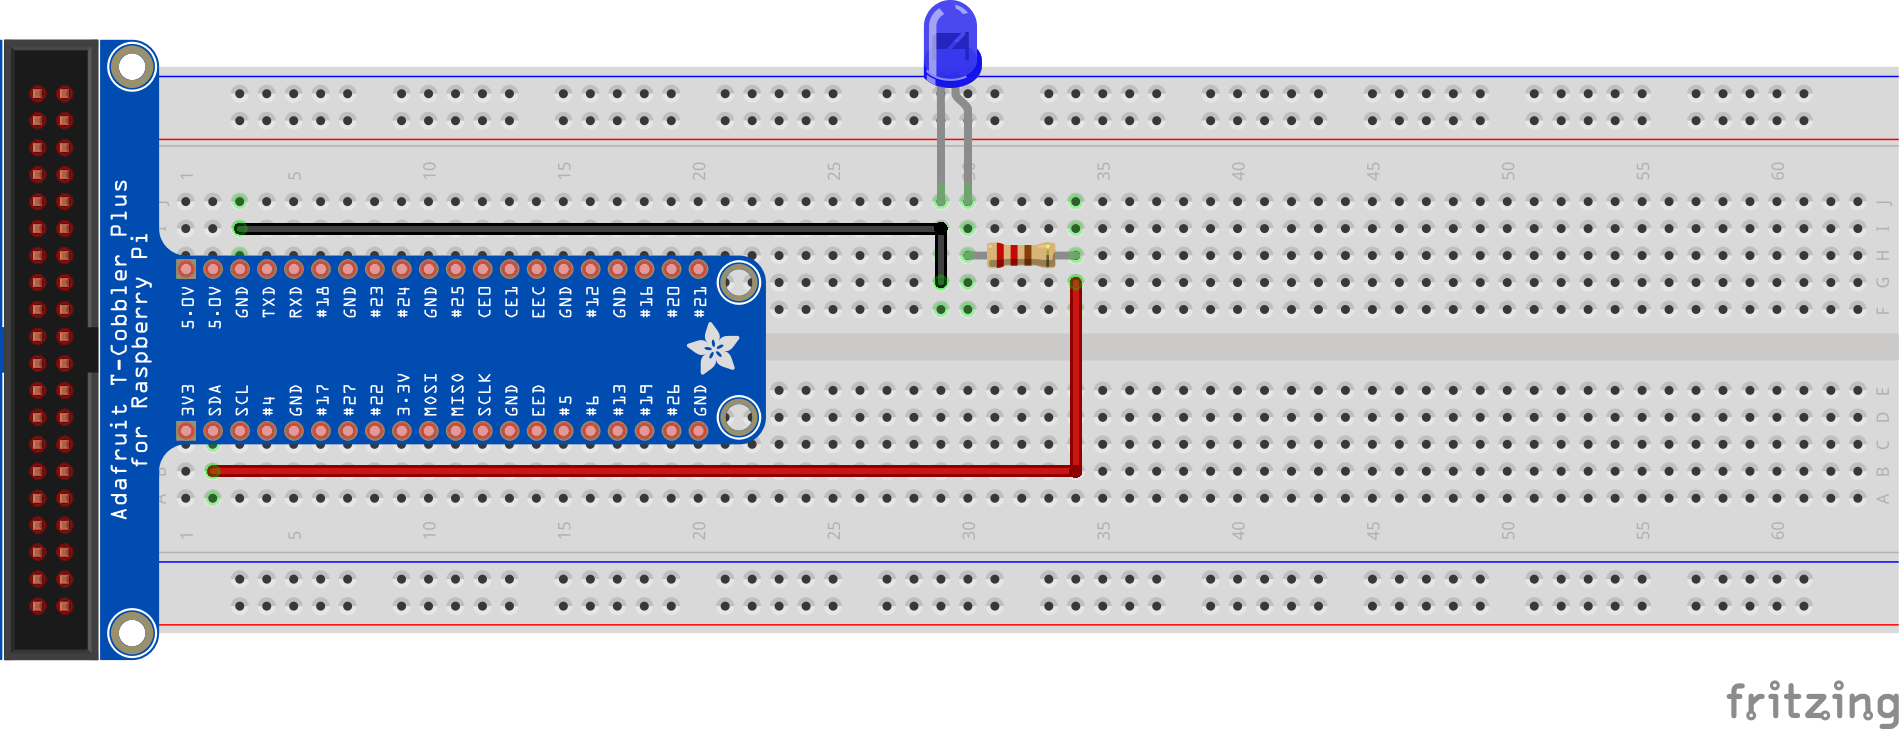 1 5 10 15 20 25 30 35 40 45 50 55 60
J J
I I
H
G
F
Adafruit T-Cobbler Plus
for Raspberry Pi
5.0V 5.0V GND TXD RXD #18 GND #23 #24 GND #25 CE0 CE1 EEC GND #12 GND #16 #20 #21
3V3 SDA SCL #4 GND #17 #27 #22 3.3V MOSI MISO SCLK GND EED #5 #6 #13 #19 #26 GND
E
D
C
B B
A A
1 5 10 15 20 25 30 35 40 45 50 55 60
fritzing